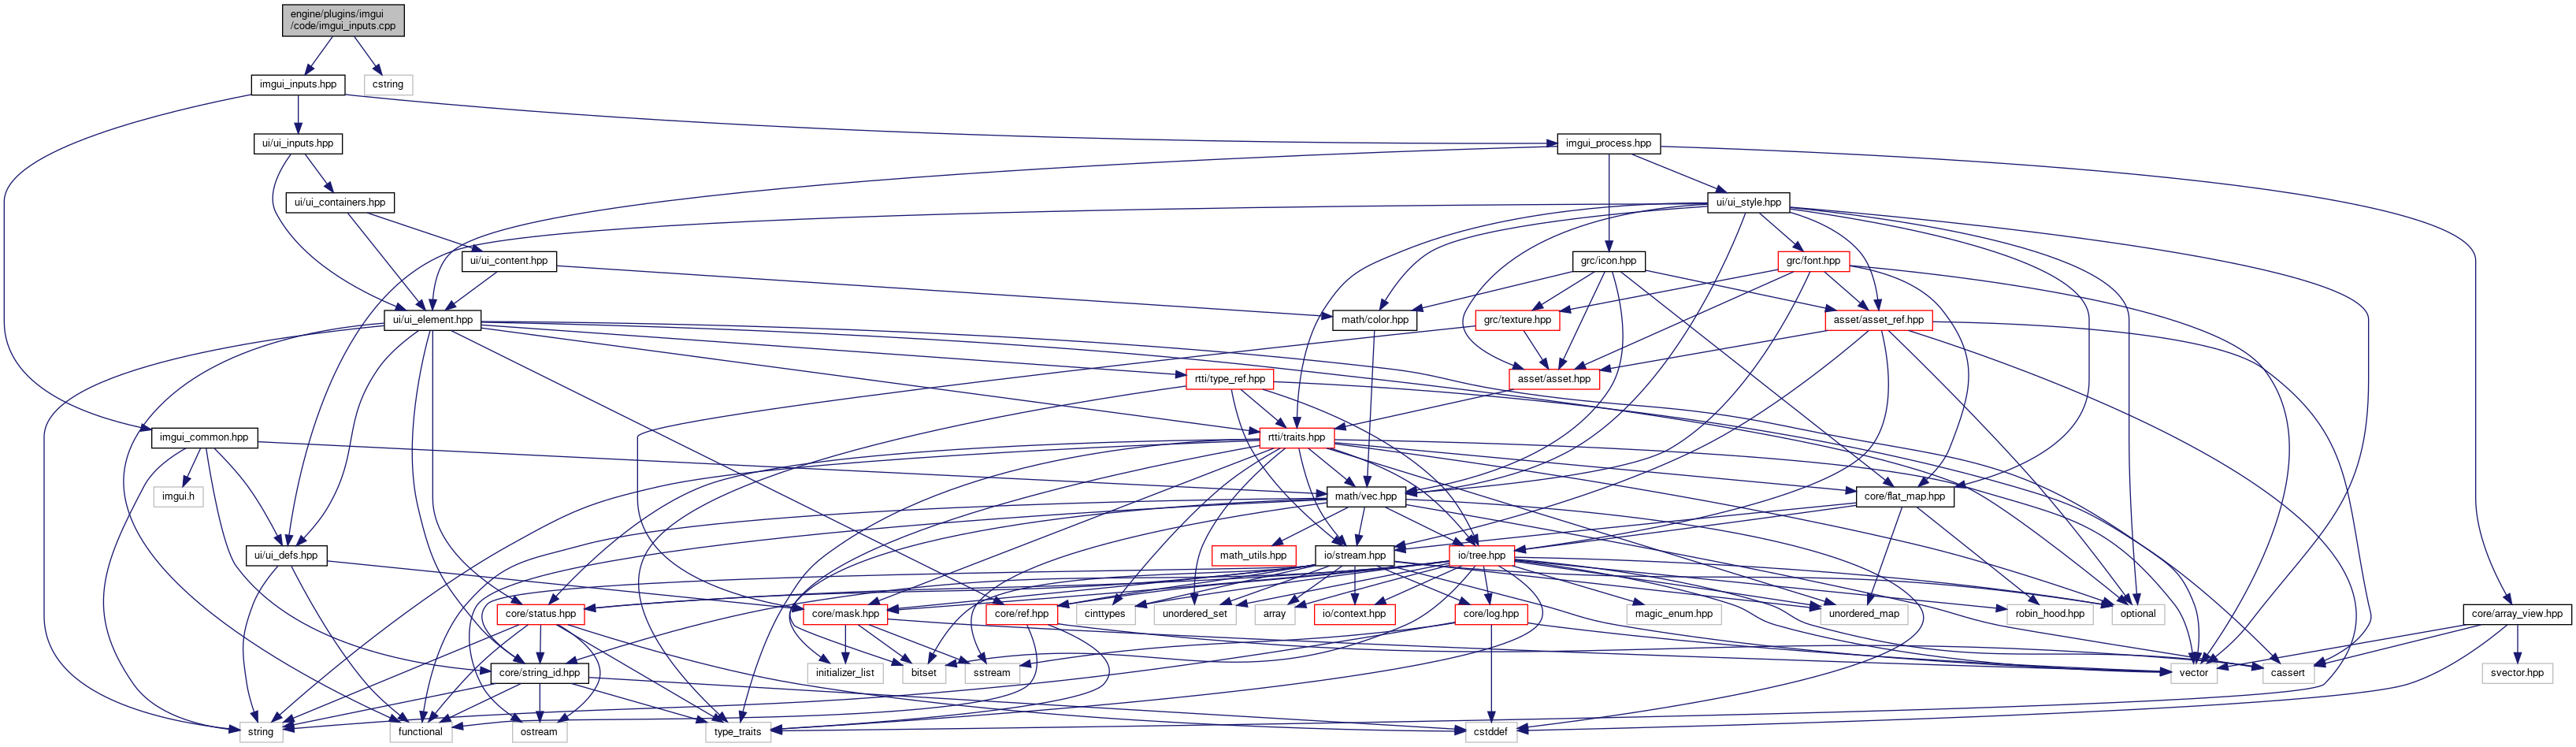 engine/plugins/imgui
/code/imgui_inputs.cpp
imgui_inputs.hpp
cstring
ui/ui_inputs.hpp
imgui_process.hpp
ui/ui_containers.hpp
ui/ui_style.hpp
ui/ui_content.hpp
grc/icon.hpp
grc/font.hpp
ui/ui_element.hpp
math/color.hpp
grc/texture.hpp
asset/asset_ref.hpp
rtti/type_ref.hpp
asset/asset.hpp
imgui_common.hpp
rtti/traits.hpp
imgui.h
math/vec.hpp
core/flat_map.hpp
ui/ui_defs.hpp
math_utils.hpp
io/stream.hpp
io/tree.hpp
core/status.hpp
core/mask.hpp
core/ref.hpp
cinttypes
unordered_set
array
io/context.hpp
core/log.hpp
magic_enum.hpp
unordered_map
robin_hood.hpp
optional
core/array_view.hpp
core/string_id.hpp
initializer_list
bitset
sstream
vector
cassert
svector.hpp
string
functional
ostream
type_traits
cstddef